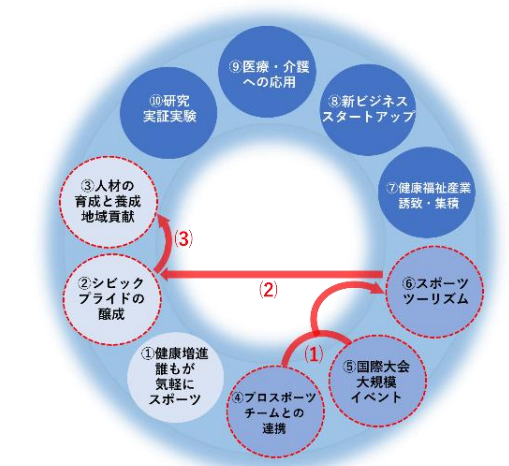 ⑨医療・介護
への応用
⑩研究
実証実験
⑧新ビジネス
スタートアップ
③人材の
育成と養成
地域貢献
⑦健康福祉産業
誘致・集積
(3)
②シビック
プライドの
醸成
(2)
⑥スポーツ
ツーリズム
①健康増進
誰もが
気軽に
スポーツ
(1)
⑤国際大会
大規模
イベント
④プロスポーツ
チームとの
連携